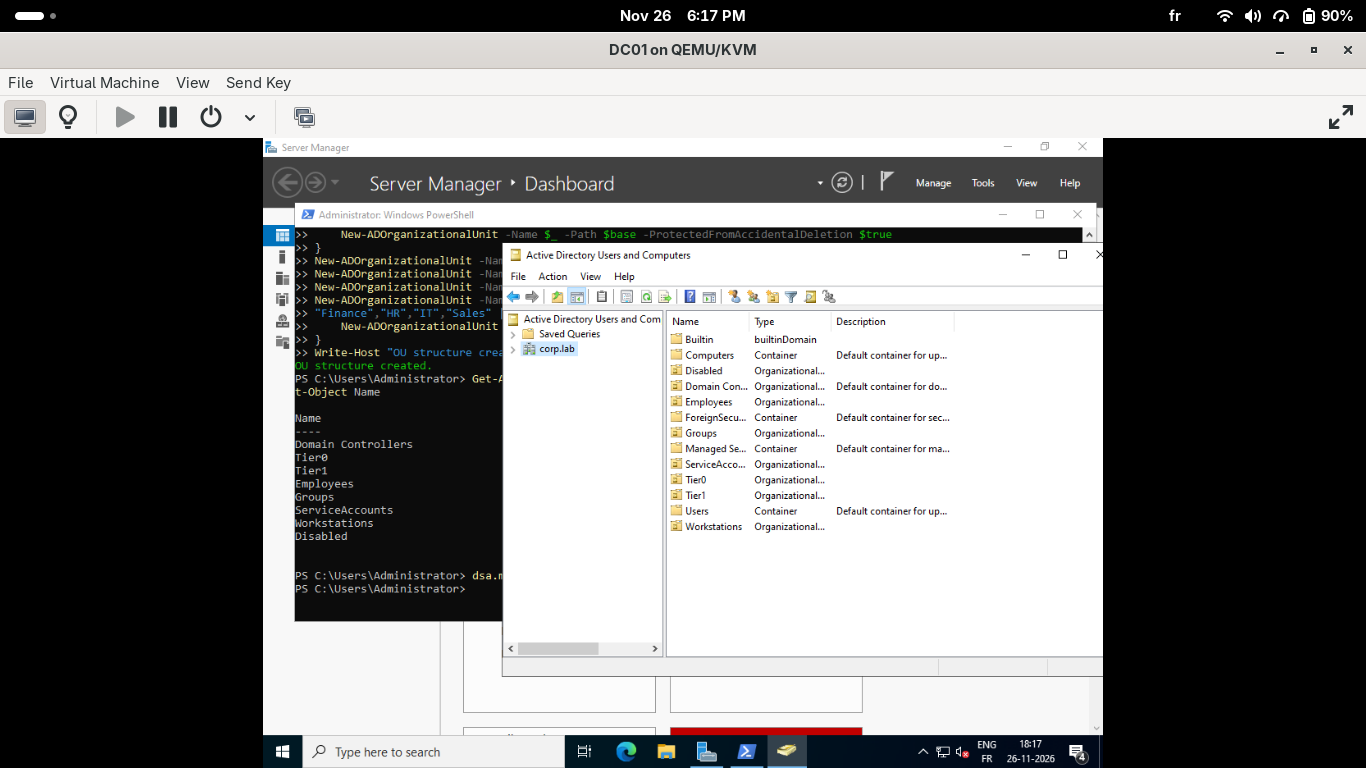 Nov 26 6:17 PM
fr
90%
DC01 on QEMU/KVM
File Virtual Machine View Send Key
Server Manager
Server Manager Dashboard
Manage Tools View Help
Administrator: Windows PowerShell
>> New-ADOrganizationalUnit -Name $_ -Path $base -ProtectedFromAccidentalDeletion $true
>> }
>> New-ADOrganizationalUnit -Nam
>> New-ADOrganizationalUnit -Nam
>> New-ADOrganizationalUnit -Nam
>> New-ADOrganizationalUnit -Nam
>> "Finance","HR","IT","Sales" |
>> New-ADOrganizationalUnit
>> }
>> Write-Host "OU structure crea
OU structure created.
PS C:\Users\Administrator> Get-A
t-Object Name
Name
----
Domain Controllers
Tier0
Tier1
Employees
Groups
ServiceAccounts
Workstations
Disabled
PS C:\Users\Administrator> dsa.m
PS C:\Users\Administrator>
Active Directory Users and Computers
File Action View Help
Active Directory Users and Com
Saved Queries
corp.lab
Name Type Description
Builtin builtinDomain
Computers Container Default container for up...
Disabled Organizational...
Domain Con... Organizational... Default container for do...
Employees Organizational...
ForeignSecu... Container Default container for sec...
Groups Organizational...
Managed Se... Container Default container for ma...
ServiceAcco... Organizational...
Tier0 Organizational...
Tier1 Organizational...
Users Container Default container for up...
Workstations Organizational...
Type here to search
ENG
FR
18:17
26-11-2026
4